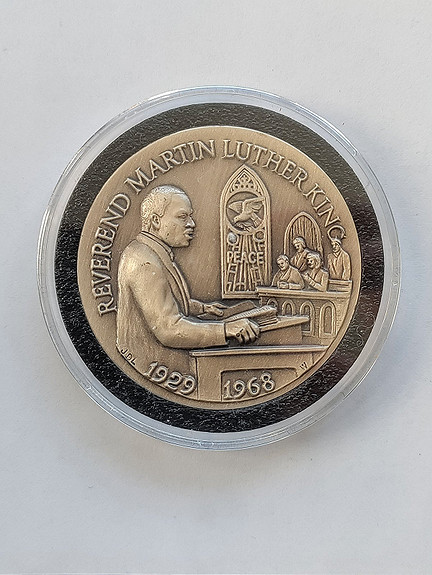 REVEREND MARTIN LUTHER KING
PEACE
1929 1968